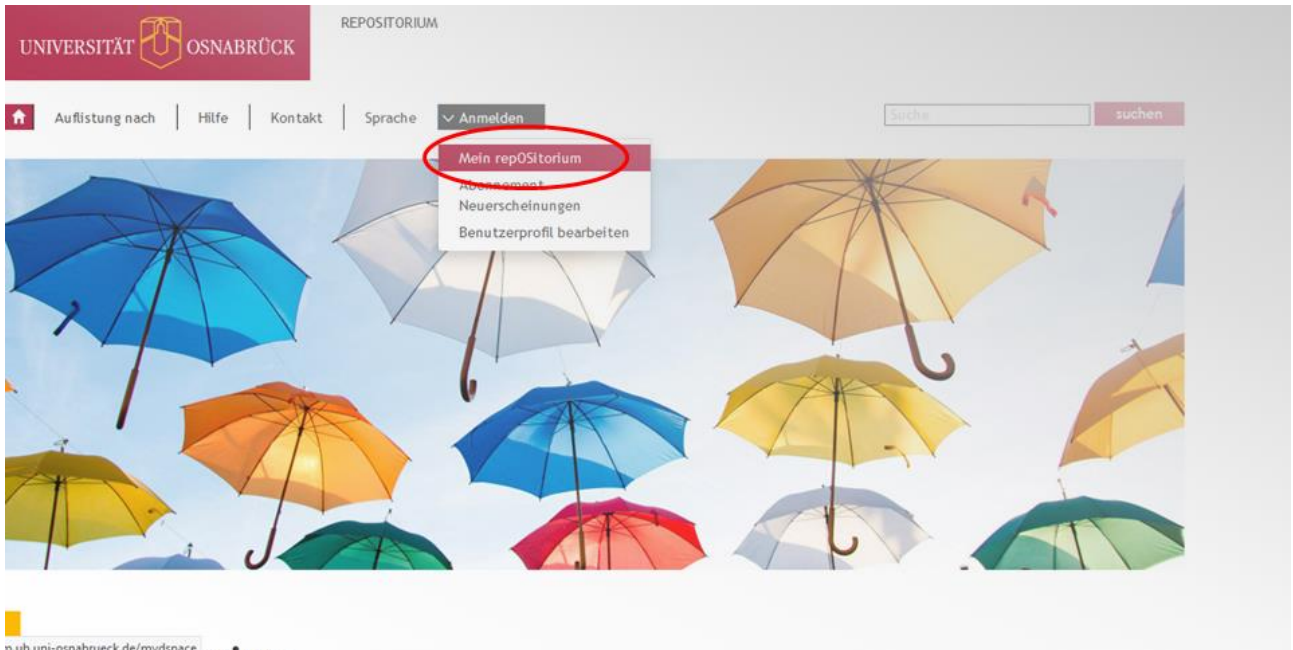 REPOSITORIUM
UNIVERSITÄT OSNABRÜCK
Auflistung nach
Hilfe
Kontakt
Sprache
Anmelden
Suche
suchen
Mein repOSitorium
Abonnement
Neuerscheinungen
Benutzerprofil bearbeiten
.ub.uni-osnabrueck.de/mydspace